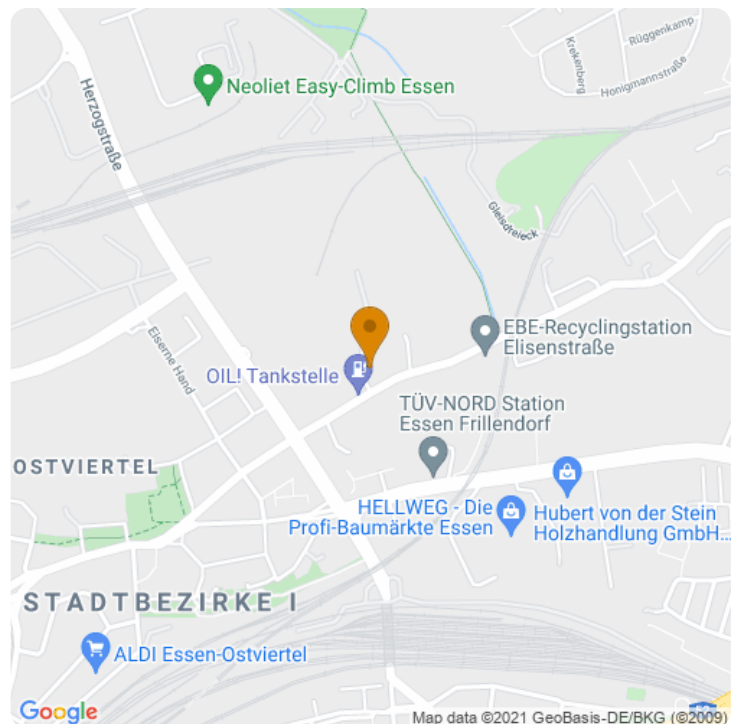 Rüggenkamp
Krekenberg
Honigmannstraße
Neoliet Easy-Climb Essen
Herzogstraße
Gleisdreieck
Eiserne Hand
EBE-Recyclingstation
Elisenstraße
OIL! Tankstelle
TÜV-NORD Station
Essen Frillendorf
OSTVIERTEL
HELLWEG - Die
Profi-Baumärkte Essen
Hubert von der Stein
Holzhandlung GmbH...
STADTBEZIRKE I
ALDI Essen-Ostviertel
Google
Map data ©2021 GeoBasis-DE/BKG (©2009)